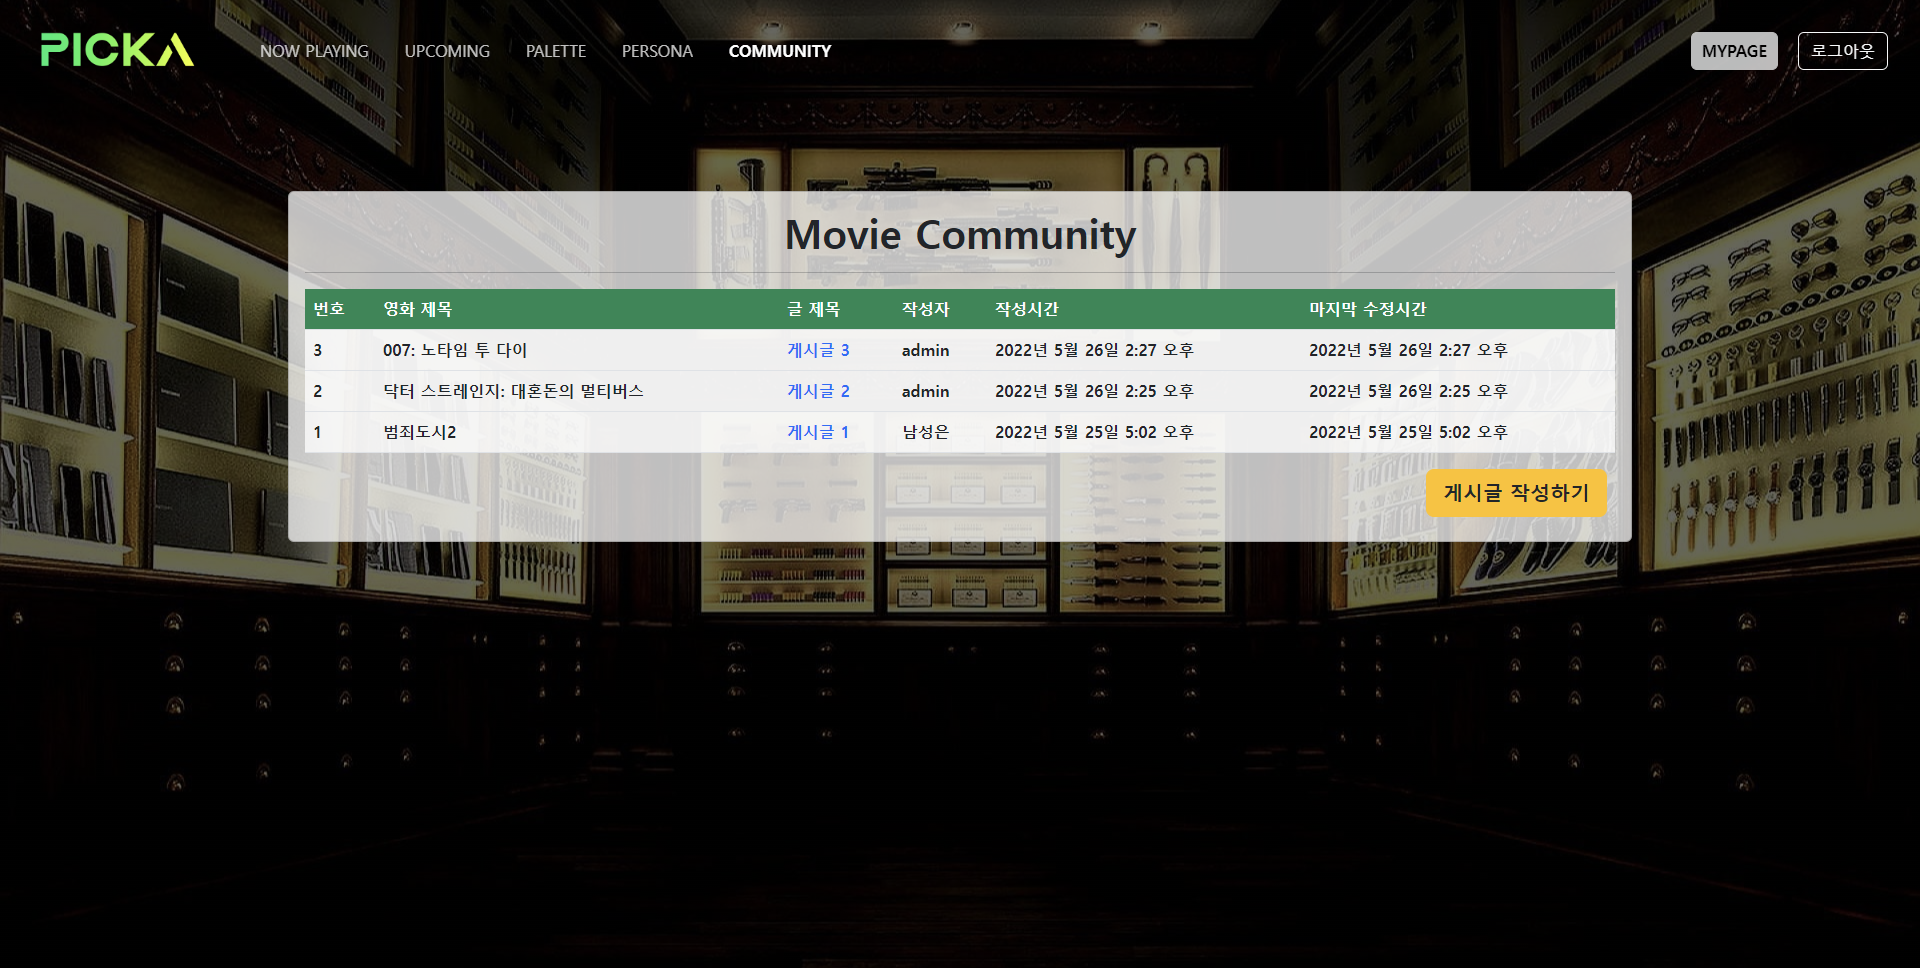 PICKA NOW PLAYING UPCOMING PALETTE PERSONA COMMUNITY MYPAGE 로그아웃
Movie Community
번호 영화 제목 글 제목 작성자 작성시간 마지막 수정시간
3 007: 노타임 투 다이 게시글 3 admin 2022년 5월 26일 2:27 오후 2022년 5월 26일 2:27 오후
2 닥터 스트레인지: 대혼돈의 멀티버스 게시글 2 admin 2022년 5월 26일 2:25 오후 2022년 5월 26일 2:25 오후
1 범죄도시2 게시글 1 남성은 2022년 5월 25일 5:02 오후 2022년 5월 25일 5:02 오후
게시글 작성하기